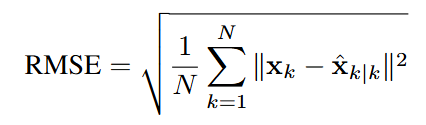 RMSE = \sqrt{\frac{1}{N} \sum_{k=1}^{N} \|\mathbf{x}_k - \hat{\mathbf{x}}_{k|k}\|^2}